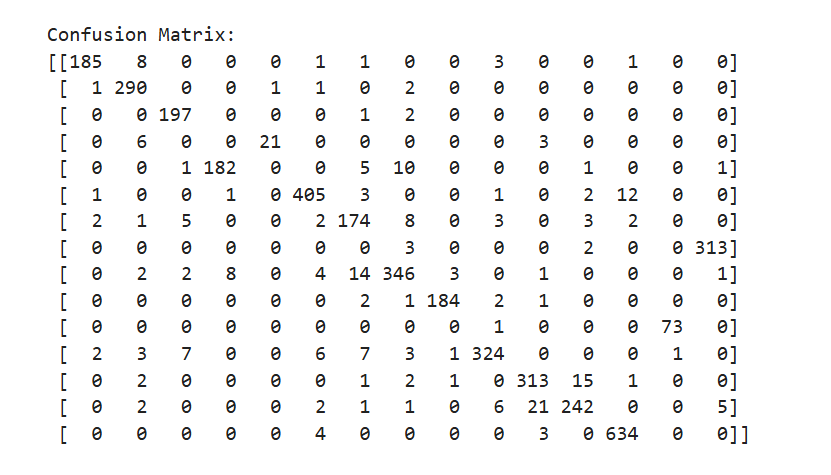 Confusion Matrix:
[[185 8 0 0 0 1 1 0 0 3 0 0 1 0 0]
[ 1 290 0 0 1 1 0 2 0 0 0 0 0 0 0]
[ 0 0 197 0 0 0 1 2 0 0 0 0 0 0 0]
[ 0 6 0 0 21 0 0 0 0 0 3 0 0 0 0]
[ 0 0 1 182 0 0 5 10 0 0 0 1 0 0 1]
[ 1 0 0 1 0 405 3 0 0 1 0 2 12 0 0]
[ 2 1 5 0 0 2 174 8 0 3 0 3 2 0 0]
[ 0 0 0 0 0 0 0 3 0 0 0 2 0 0 313]
[ 0 2 2 8 0 4 14 346 3 0 1 0 0 0 1]
[ 0 0 0 0 0 0 2 1 184 2 1 0 0 0 0]
[ 0 0 0 0 0 0 0 0 0 1 0 0 0 73 0]
[ 2 3 7 0 0 6 7 3 1 324 0 0 0 1 0]
[ 0 2 0 0 0 0 1 2 1 0 313 15 1 0 0]
[ 0 2 0 0 0 2 1 1 0 6 21 242 0 0 5]
[ 0 0 0 0 0 4 0 0 0 0 3 0 634 0 0]]